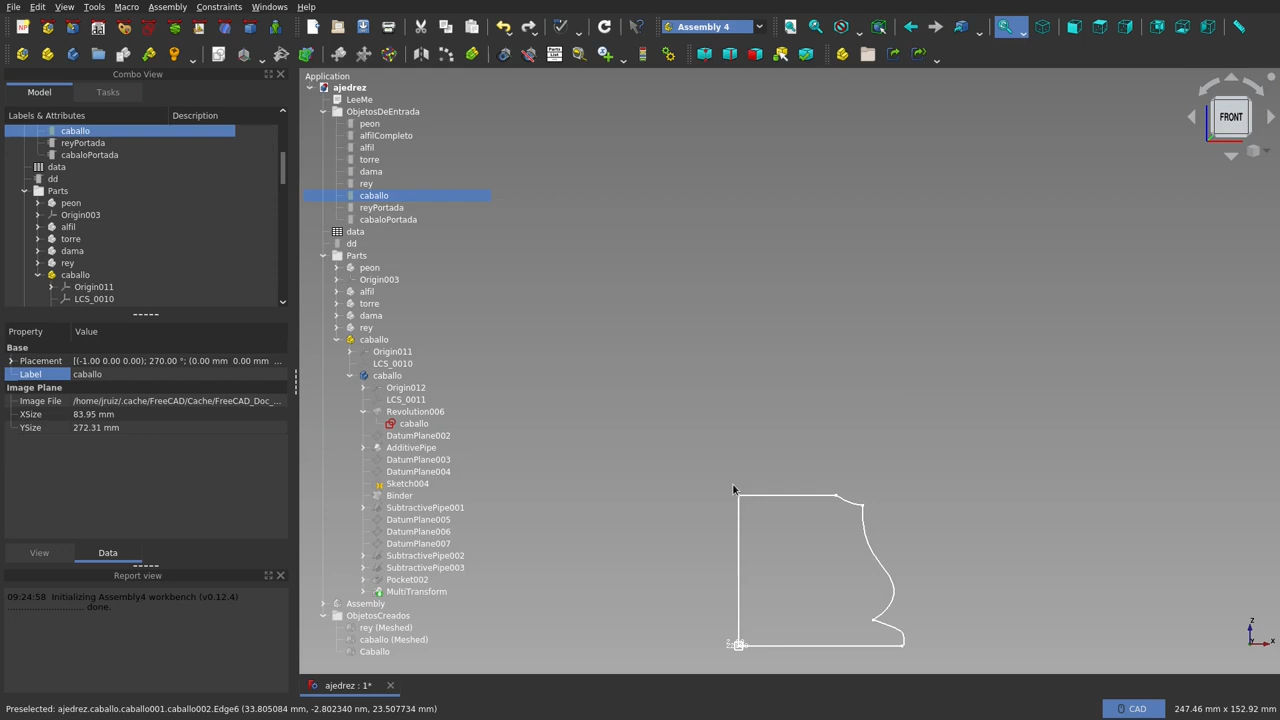 File Edit View Tools Macro Assembly Constraints Windows Help
Assembly 4
Combo View
Model Tasks
Labels & Attributes Description
caballo
reyPortada
cabaloPortada
data
dd
Parts
peon
Origin003
alfil
torre
dama
rey
caballo
Origin011
LCS_0010
Property Value
Base
Placement [(-1.00 0.00 0.00); 270.00 °; (0.00 mm 0.00 mm ...
Label caballo
Image Plane
Image File /home/jruiz/.cache/FreeCAD/Cache/FreeCAD_Doc_...
XSize 83.95 mm
YSize 272.31 mm
View Data
Report view
09:24:58 Initializing Assembly4 workbench (v0.12.4)
............................ done.
Application
ajedrez
LeeMe
ObjetosDeEntrada
peon
alfilCompleto
alfil
torre
dama
rey
caballo
reyPortada
cabaloPortada
data
dd
Parts
peon
Origin003
alfil
torre
dama
rey
caballo
Origin011
LCS_0010
caballo
Origin012
LCS_0011
Revolution006
caballo
DatumPlane002
AdditivePipe
DatumPlane003
DatumPlane004
Sketch004
Binder
SubtractivePipe001
DatumPlane005
DatumPlane006
DatumPlane007
SubtractivePipe002
SubtractivePipe003
Pocket002
MultiTransform
Assembly
ObjetosCreados
rey (Meshed)
caballo (Meshed)
Caballo
FRONT
Z
X
ajedrez : 1*
Preselected: ajedrez.caballo.caballo001.caballo002.Edge6 (33.805084 mm, -2.802340 mm, 23.507734 mm)
CAD 247.46 mm x 152.92 mm